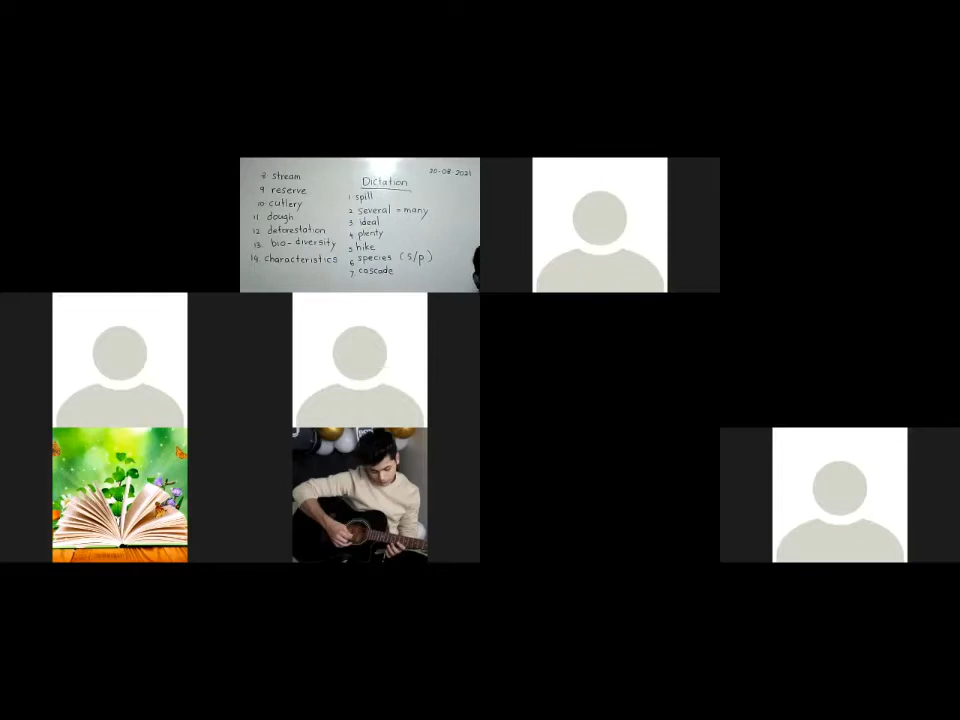 20-08-2021
Dictation
1. spill
2. several = many
3. ideal
4. plenty
5. hike
6. species (s/p)
7. cascade
8. stream
9. reserve
10. cutlery
11. dough
12. deforestation
13. bio-diversity
14. characteristics